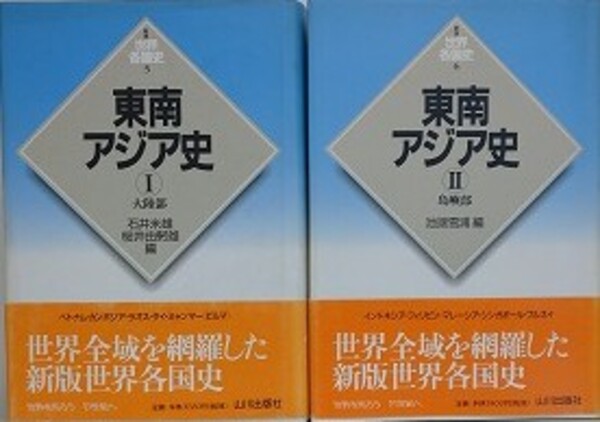 新版
世界
各国史
5
東南
アジア史
I
大陸部
石井米雄
桜井由躬雄
編
ベトナム・カンボジア・ラオス・タイ・ミャンマー・ビルマ
世界全域を網羅した
新版世界各国史
山川出版社
新版
世界
各国史
6
東南
アジア史
II
島嶼部
池端雪浦 編
インドネシア・フィリピン・マレーシア・シンガポール・ブルネイ
世界全域を網羅した
新版世界各国史
山川出版社